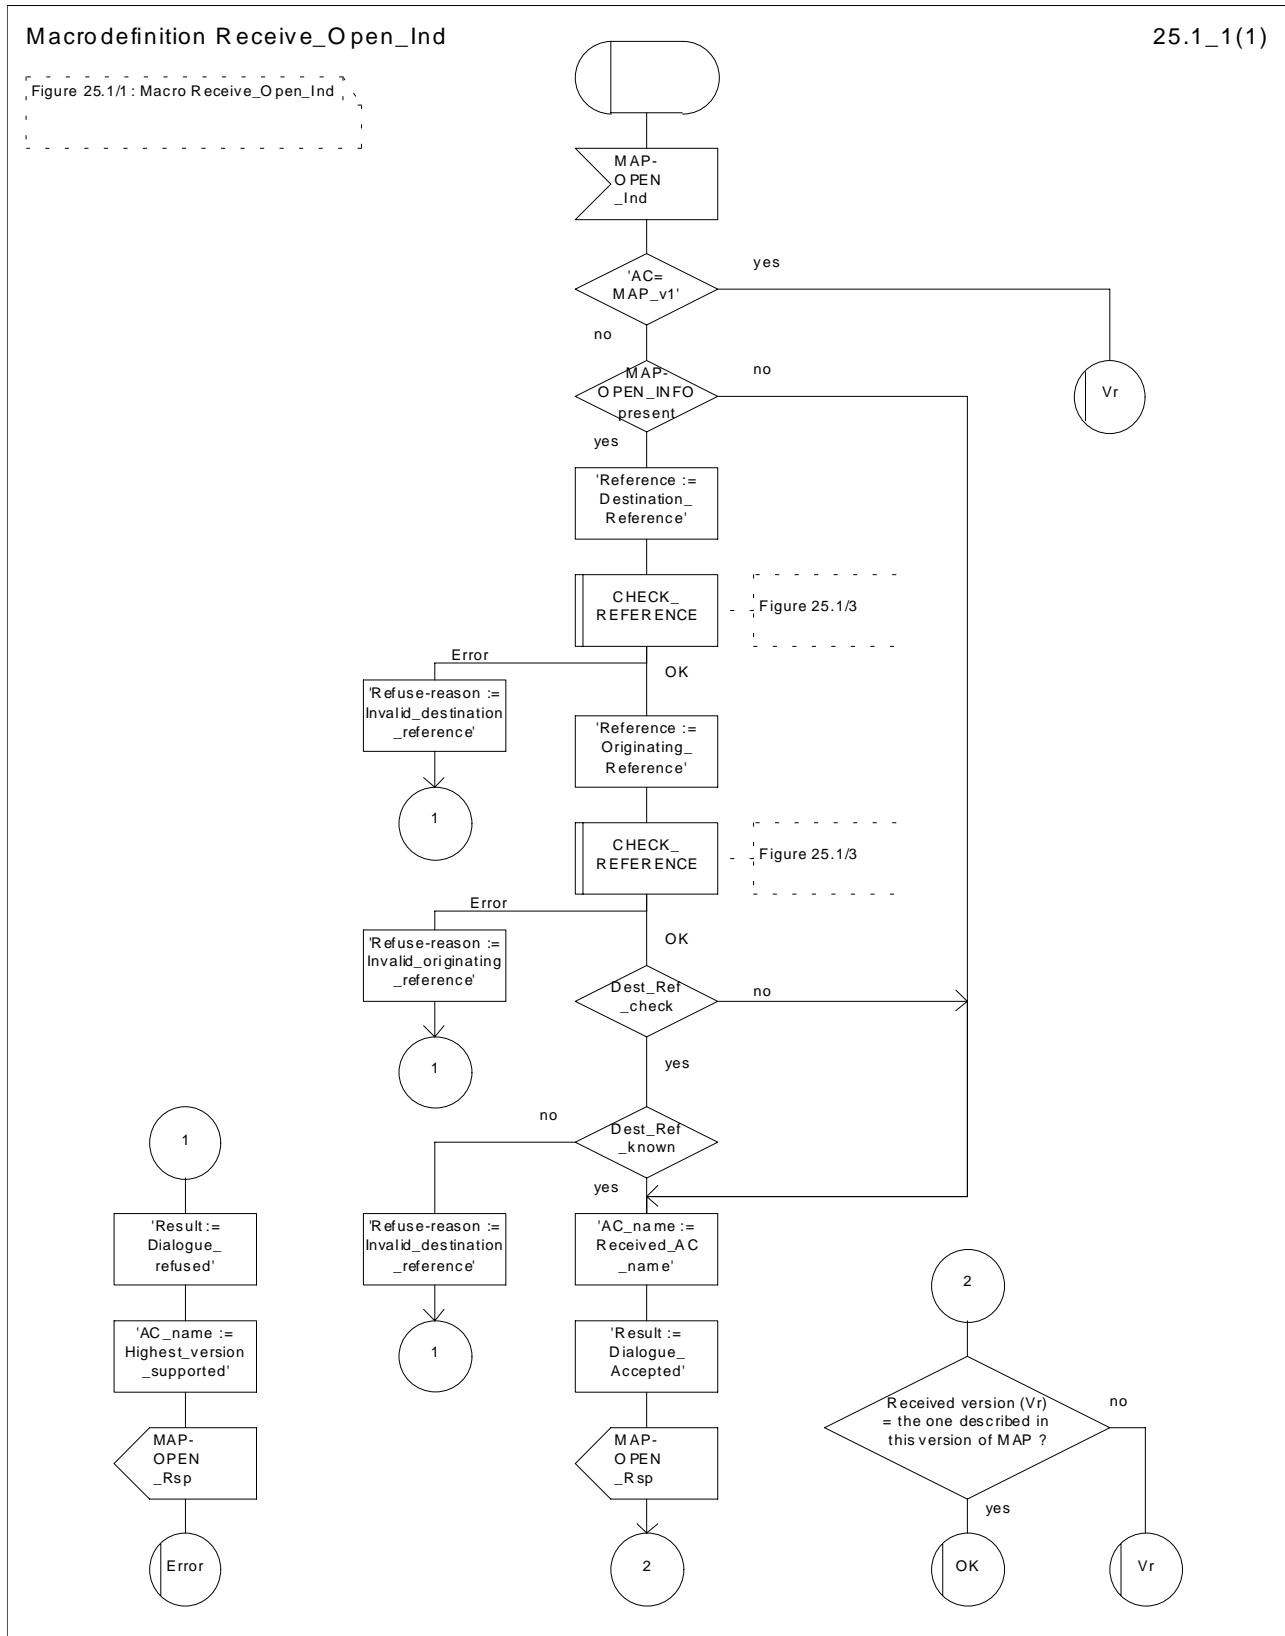 Macrodefinition Receive_Open_Ind
25.1_1(1)
Figure 25.1/1: Macro Receive_Open_Ind
MAP-
OPEN
_Ind
'AC=
MAP_v1'
yes
no
MAP-
OPEN_INFO
present
no
Vr
yes
'Reference :=
Destination_
Reference'
CHECK_
REFERENCE
Figure 25.1/3
Error
OK
'Refuse-reason :=
Invalid_destination
_reference'
'Reference :=
Originating_
Reference'
1
CHECK_
REFERENCE
Figure 25.1/3
Error
OK
'Refuse-reason :=
Invalid_originating
_reference'
Dest_Ref
_check
no
1
yes
1
no
Dest_Ref
_known
yes
'Result :=
Dialogue_
refused'
'Refuse-reason :=
Invalid_destination
_reference'
'AC_name :=
Received_AC
_name'
2
'AC_name :=
Highest_version
_supported'
1
'Result :=
Dialogue_
Accepted'
Received version (Vr)
= the one described in
this version of MAP ?
no
MAP-
OPEN
_Rsp
MAP-
OPEN
_Rsp
yes
Error
2
OK
Vr